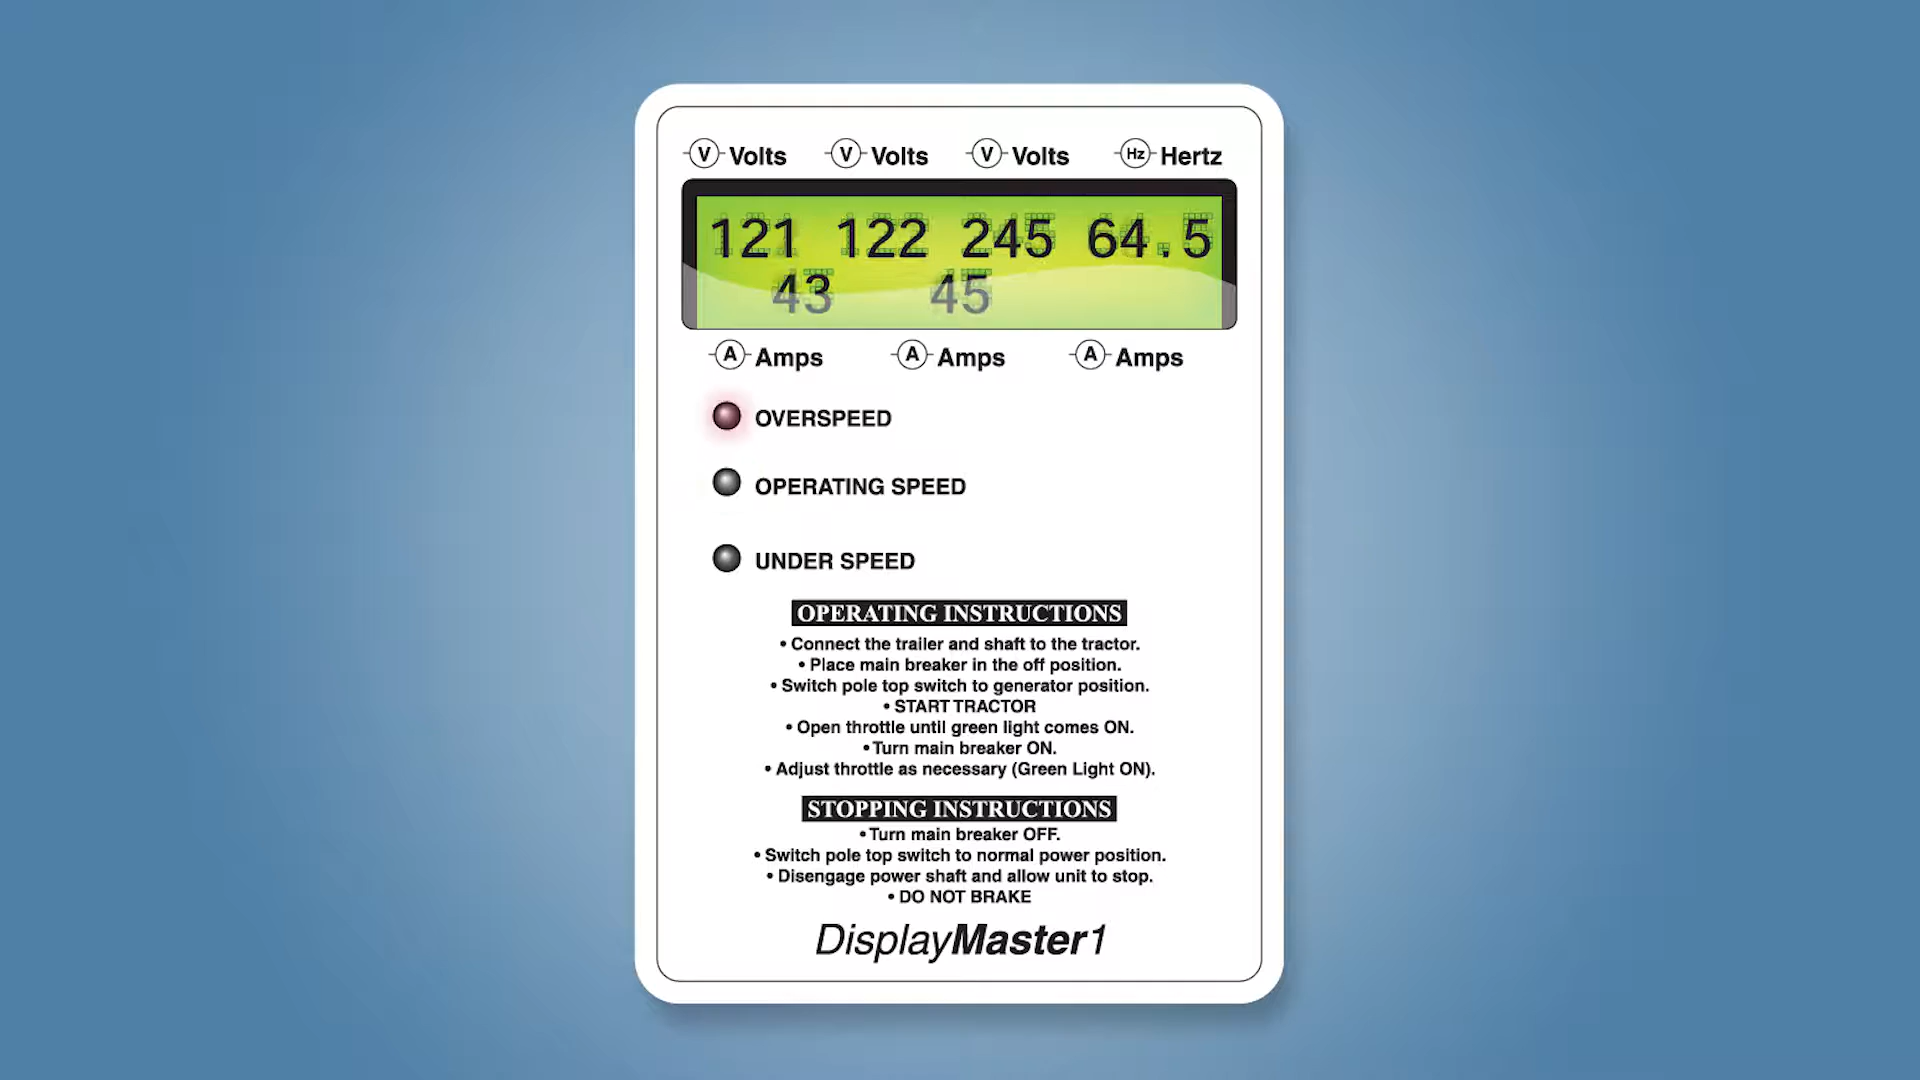 V Volts V Volts V Volts Hz Hertz
121 122 245 64.5
43 45
A Amps A Amps A Amps
OVERSPEED
OPERATING SPEED
UNDER SPEED
OPERATING INSTRUCTIONS
• Connect the trailer and shaft to the tractor.
• Place main breaker in the off position.
• Switch pole top switch to generator position.
• START TRACTOR
• Open throttle until green light comes ON.
• Turn main breaker ON.
• Adjust throttle as necessary (Green Light ON).
STOPPING INSTRUCTIONS
• Turn main breaker OFF.
• Switch pole top switch to normal power position.
• Disengage power shaft and allow unit to stop.
• DO NOT BRAKE
DisplayMaster1